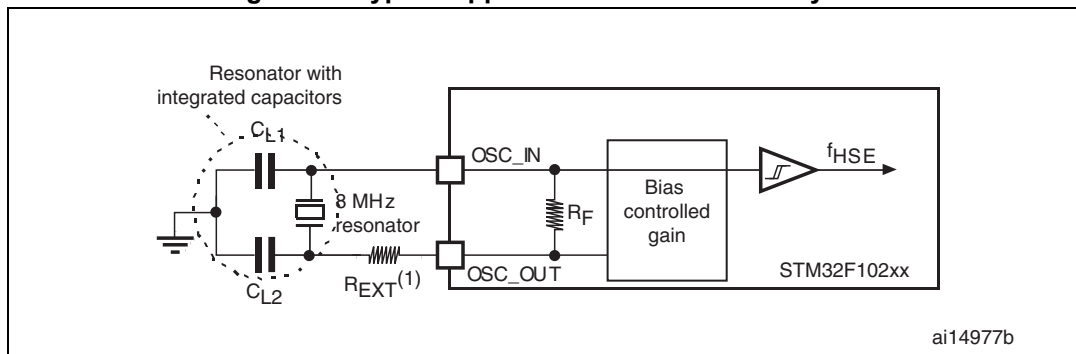 Resonator with
integrated capacitors
CL1
OSC_IN
fHSE
8 MHz
resonator
RF
Bias
controlled
gain
STM32F102xx
REXT(1)
OSC_OUT
CL2
ai14977b